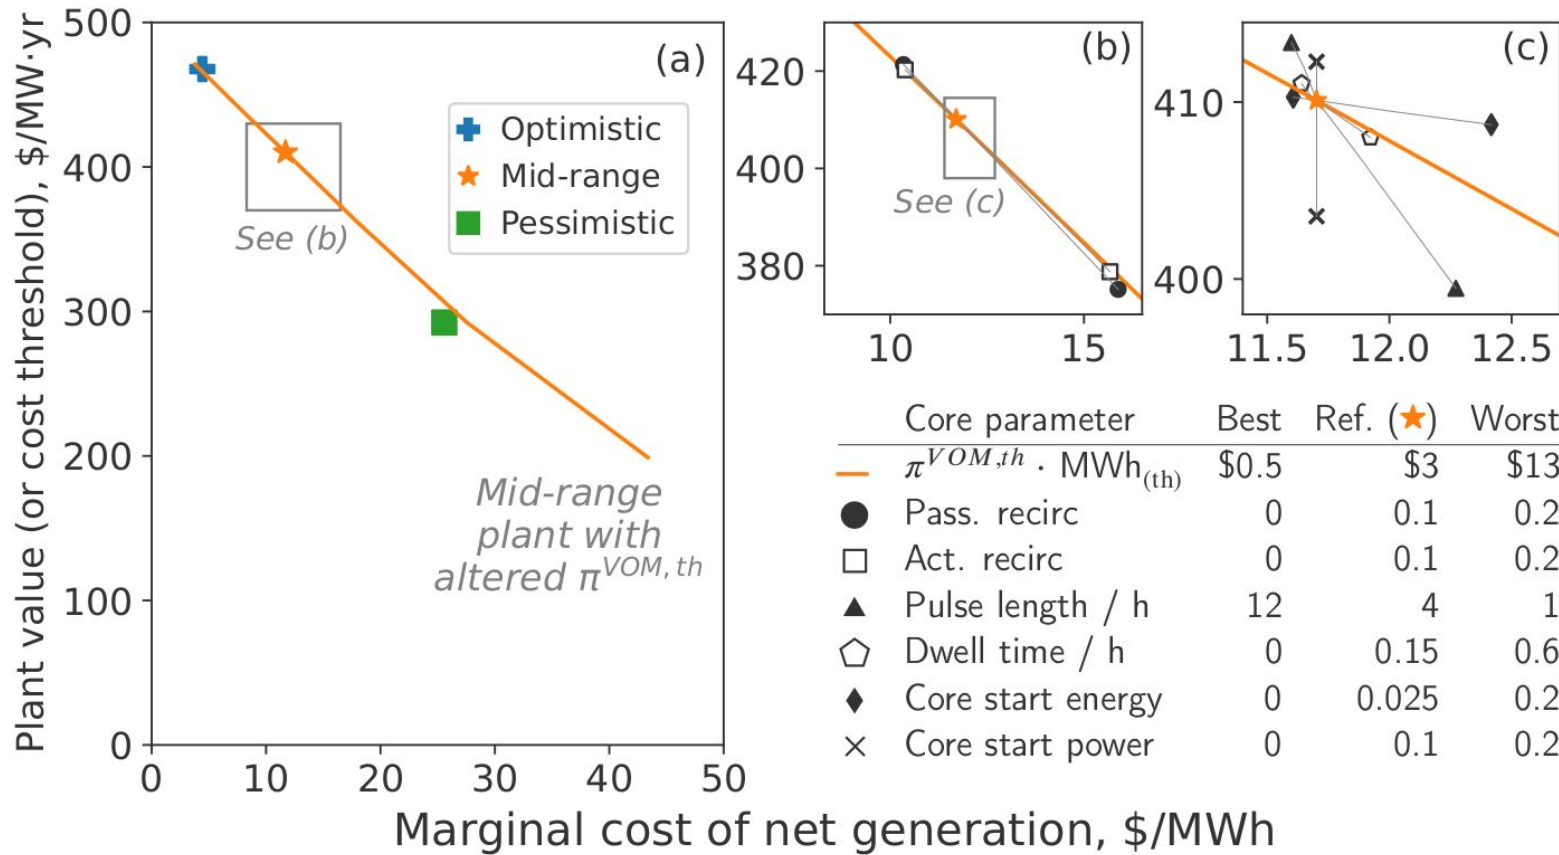 Plant value (or cost threshold), $/MW·yr
500
400
300
200
100
0
0 10 20 30 40 50
(a)
Optimistic
Mid-range
Pessimistic
See (b)
Mid-range
plant with
altered π^VOM, th
(b)
420
400
380
10 15
See (c)
(c)
410
400
11.5 12.0 12.5
Marginal cost of net generation, $/MWh
Core parameter Best Ref. (★) Worst
π^VOM,th · MWh(th) $0.5 $3 $13
Pass. recirc 0 0.1 0.2
Act. recirc 0 0.1 0.2
Pulse length / h 12 4 1
Dwell time / h 0 0.15 0.6
Core start energy 0 0.025 0.2
Core start power 0 0.1 0.2